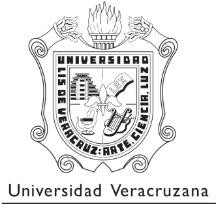 UNIVERSIDAD
LIS DE VERACRUZ: ARTE, CIENCIA, LUZ
Universidad Veracruzana